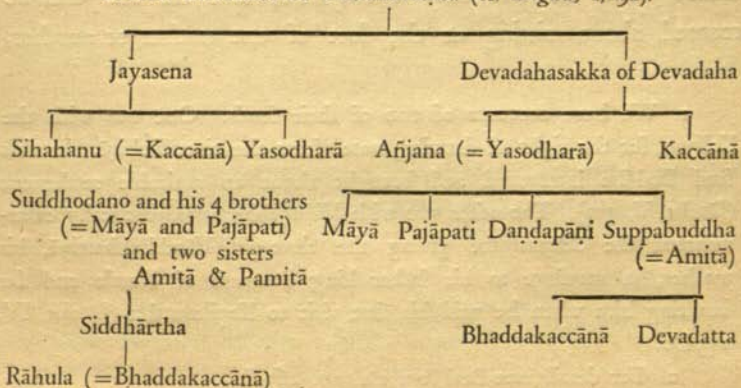 Jayasena Devadahasakka of Devadaha
Sihahanu (=Kaccānā) Yasodharā Añjana (=Yasodharā) Kaccānā
Suddhodano and his 4 brothers
(=Māyā and Pajāpati) Māyā Pajāpati Daṇḍapāṇi Suppabuddha
and two sisters (=Amitā)
Amitā & Pamitā
Siddhārtha Bhaddakaccānā Devadatta
Rāhula (=Bhaddakaccānā)